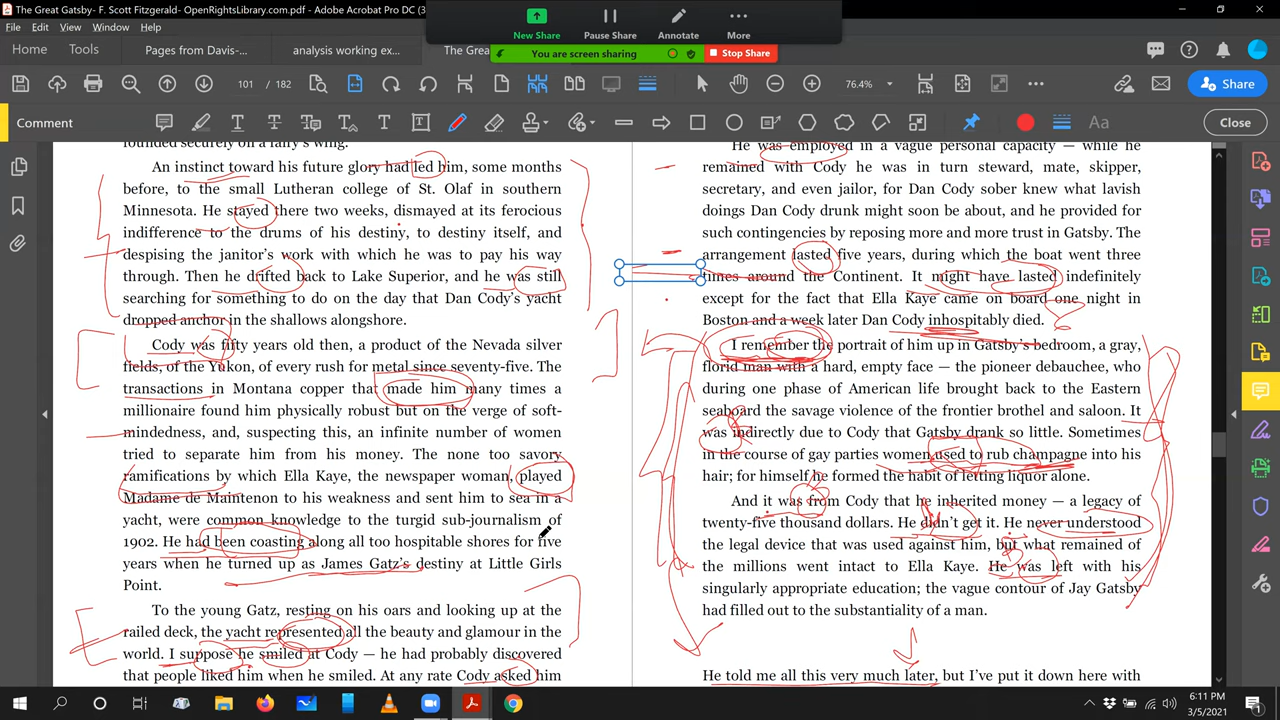 The Great Gatsby- F. Scott Fitzgerald- OpenRightsLibrary.com.pdf - Adobe Acrobat Pro DC (3
File Edit View Window Help
New Share
Pause Share
Annotate
More
You are screen sharing
Stop Share
Home
Tools
Pages from Davis-...
analysis working ex...
The Grea
101 / 182
76.4%
Share
Comment
Aa
Close
founded securely on a fairy's wing.
An instinct toward his future glory had led him, some months
before, to the small Lutheran college of St. Olaf in southern
Minnesota. He stayed there two weeks, dismayed at its ferocious
indifference to the drums of his destiny, to destiny itself, and
despising the janitor's work with which he was to pay his way
through. Then he drifted back to Lake Superior, and he was still
searching for something to do on the day that Dan Cody's yacht
dropped anchor in the shallows alongshore.
Cody was fifty years old then, a product of the Nevada silver
fields, of the Yukon, of every rush for metal since seventy-five. The
transactions in Montana copper that made him many times a
millionaire found him physically robust but on the verge of soft-
mindedness, and, suspecting this, an infinite number of women
tried to separate him from his money. The none too savory
ramifications by which Ella Kaye, the newspaper woman, played
Madame de Maintenon to his weakness and sent him to sea in a
yacht, were common knowledge to the turgid sub-journalism of
1902. He had been coasting along all too hospitable shores for five
years when he turned up as James Gatz's destiny at Little Girls
Point.
To the young Gatz, resting on his oars and looking up at the
railed deck, the yacht represented all the beauty and glamour in the
world. I suppose he smiled at Cody — he had probably discovered
that people liked him when he smiled. At any rate Cody asked him
He was employed in a vague personal capacity — while he
remained with Cody he was in turn steward, mate, skipper,
secretary, and even jailor, for Dan Cody sober knew what lavish
doings Dan Cody drunk might soon be about, and he provided for
such contingencies by reposing more and more trust in Gatsby. The
arrangement lasted five years, during which the boat went three
times around the Continent. It might have lasted indefinitely
except for the fact that Ella Kaye came on board one night in
Boston and a week later Dan Cody inhospitably died.
I remember the portrait of him up in Gatsby's bedroom, a gray,
florid man with a hard, empty face — the pioneer debauchee, who
during one phase of American life brought back to the Eastern
seaboard the savage violence of the frontier brothel and saloon. It
was indirectly due to Cody that Gatsby drank so little. Sometimes
in the course of gay parties women used to rub champagne into his
hair; for himself he formed the habit of letting liquor alone.
And it was from Cody that he inherited money — a legacy of
twenty-five thousand dollars. He didn't get it. He never understood
the legal device that was used against him, but what remained of
the millions went intact to Ella Kaye. He was left with his
singularly appropriate education; the vague contour of Jay Gatsby
had filled out to the substantiality of a man.
He told me all this very much later, but I've put it down here with
6:11 PM
3/5/2021